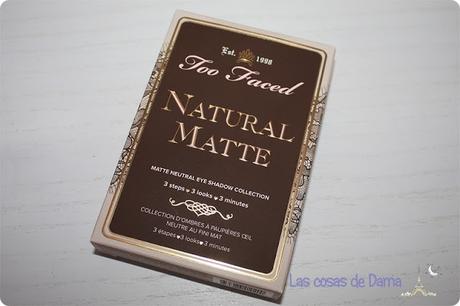 Est. 1998
Too Faced
NATURAL
MATTE
MATTE NEUTRAL EYE SHADOW COLLECTION
3 steps ♥ 3 looks ♥ 3 minutes
COLLECTION D'OMBRES À PAUPIÈRES ŒIL
NEUTRE AU FINI MAT
3 étapes ♥ 3 looks ♥ 3 minutes
Las cosas de Dama